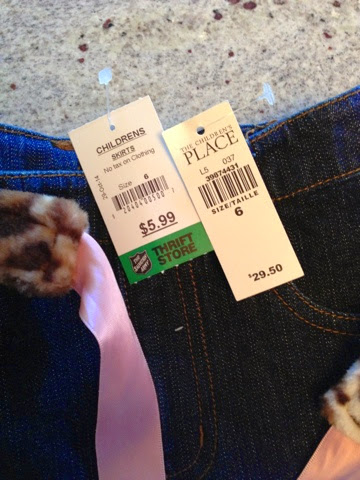 CHILDRENS
SKIRTS
No tax on Clothing
Size 6
$5.99
THRIFT
STORE
THE CHILDREN'S
PLACE
L5 037
39874431
SIZE/TAILLE
6
$29.50